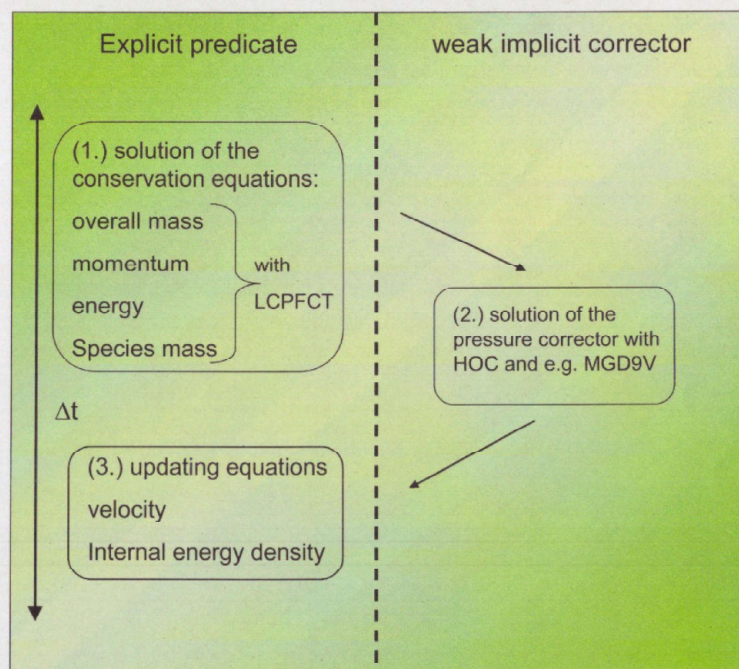 Explicit predicate
weak implicit corrector
(1.) solution of the
conservation equations:
overall mass
momentum
energy
Species mass
with
LCPFCT
(2.) solution of the
pressure corrector with
HOC and e.g. MGD9V
Δt
(3.) updating equations
velocity
Internal energy density